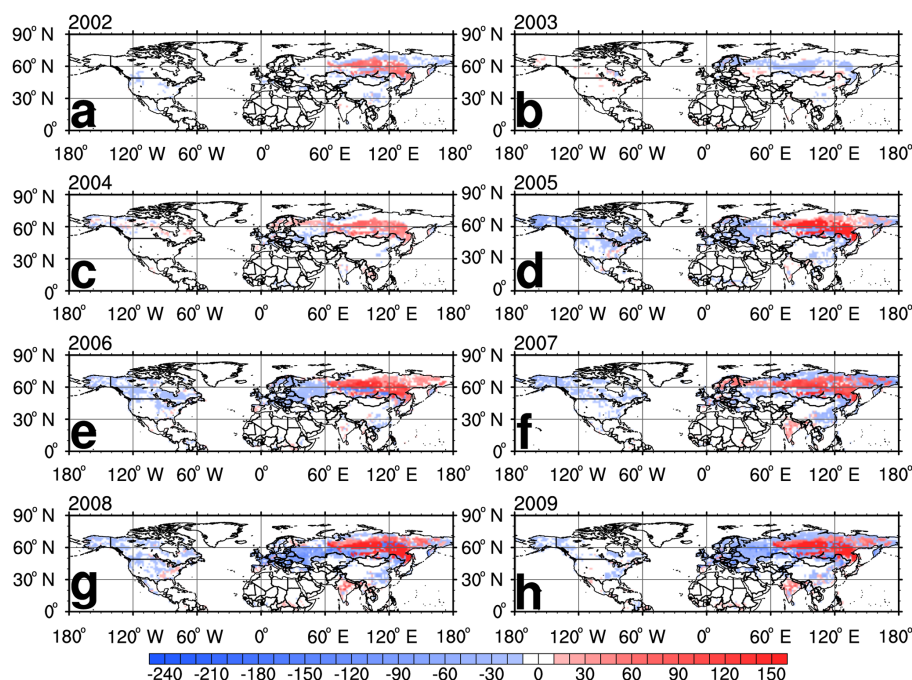 2002 2003
90° N 60° N 30° N 0° a 90° N 60° N 30° N 0° b
180° 120° W 60° W 0° 60° E 120° E 180° 180° 120° W 60° W 0° 60° E 120° E 180°
2004 2005
90° N 60° N 30° N 0° c 90° N 60° N 30° N 0° d
180° 120° W 60° W 0° 60° E 120° E 180° 180° 120° W 60° W 0° 60° E 120° E 180°
2006 2007
90° N 60° N 30° N 0° e 90° N 60° N 30° N 0° f
180° 120° W 60° W 0° 60° E 120° E 180° 180° 120° W 60° W 0° 60° E 120° E 180°
2008 2009
90° N 60° N 30° N 0° g 90° N 60° N 30° N 0° h
180° 120° W 60° W 0° 60° E 120° E 180° 180° 120° W 60° W 0° 60° E 120° E 180°
-240 -210 -180 -150 -120 -90 -60 -30 0 30 60 90 120 150